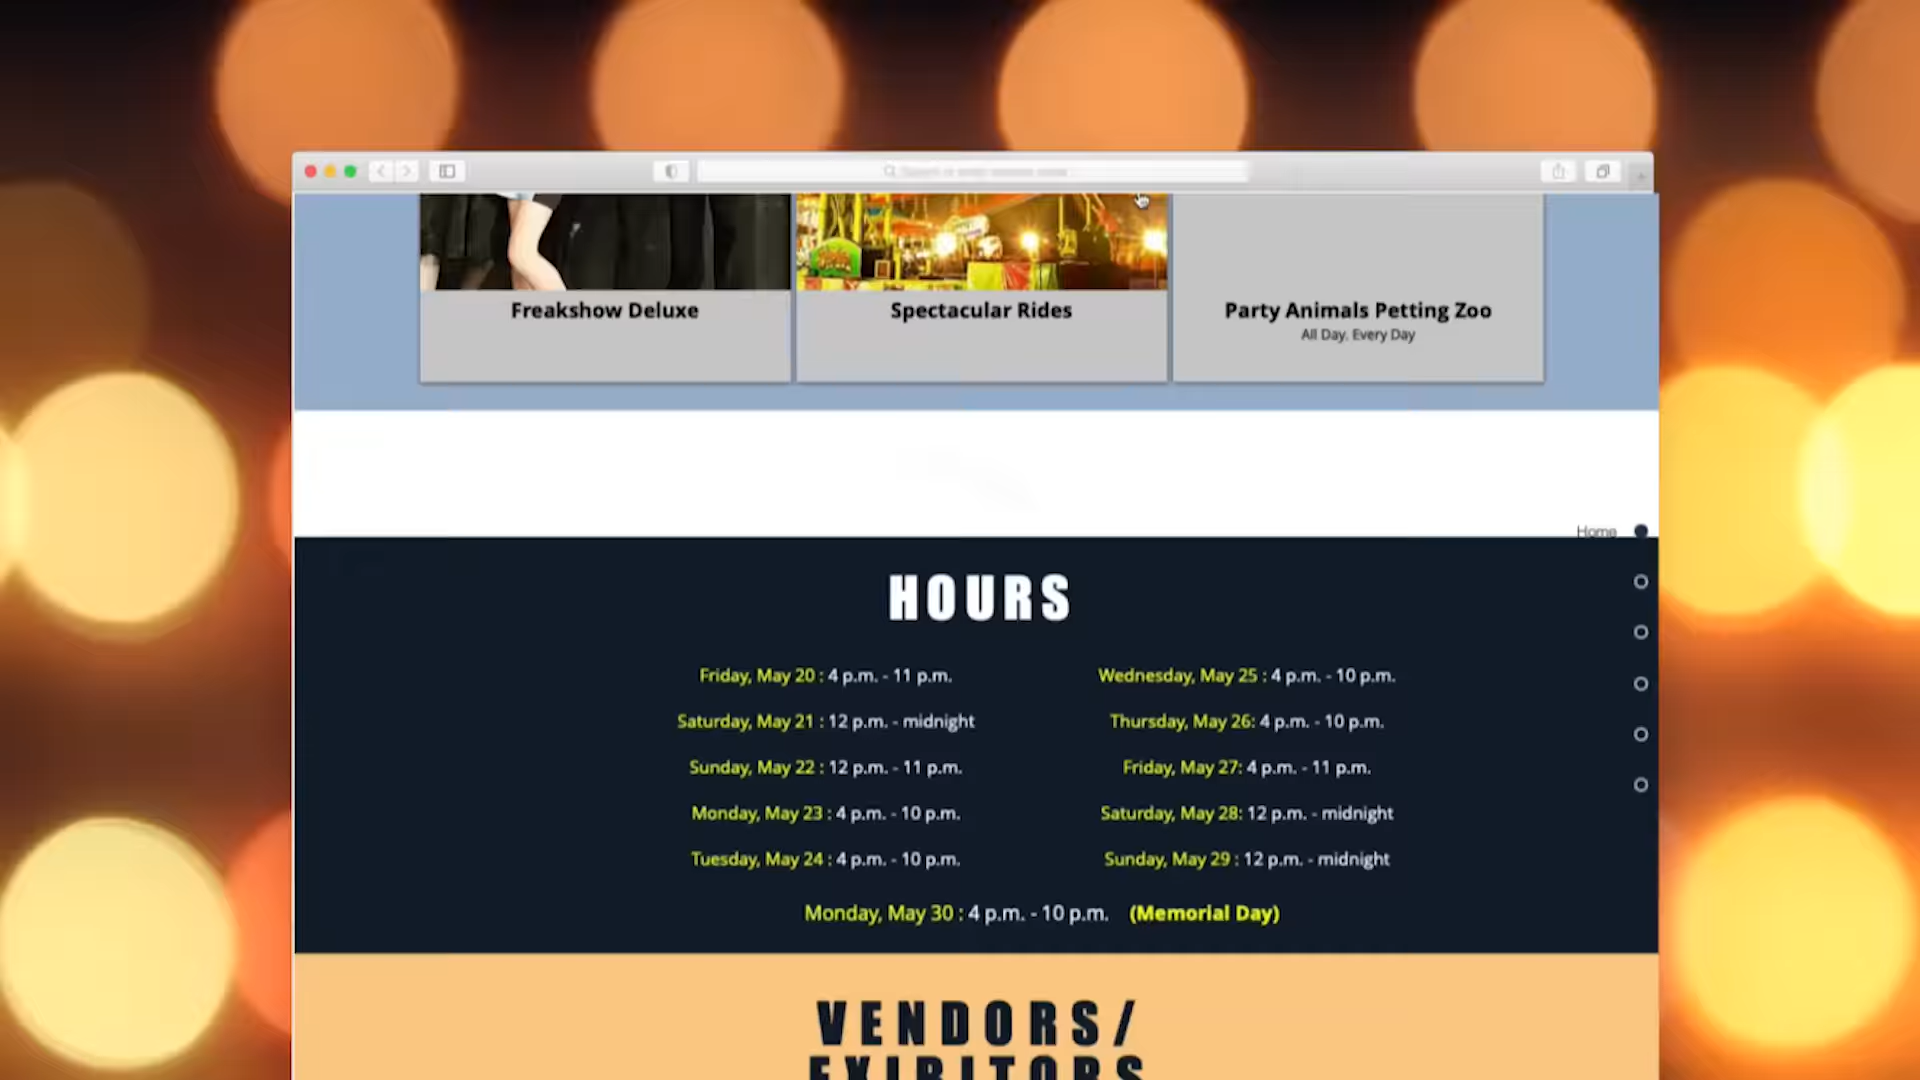 Freakshow Deluxe
Spectacular Rides
Party Animals Petting Zoo
All Day. Every Day
Home
HOURS
Friday, May 20 : 4 p.m. - 11 p.m.
Saturday, May 21 : 12 p.m. - midnight
Sunday, May 22 : 12 p.m. - 11 p.m.
Monday, May 23 : 4 p.m. - 10 p.m.
Tuesday, May 24 : 4 p.m. - 10 p.m.
Wednesday, May 25 : 4 p.m. - 10 p.m.
Thursday, May 26: 4 p.m. - 10 p.m.
Friday, May 27: 4 p.m. - 11 p.m.
Saturday, May 28: 12 p.m. - midnight
Sunday, May 29 : 12 p.m. - midnight
Monday, May 30 : 4 p.m. - 10 p.m. (Memorial Day)
VENDORS/
EXIBITORS